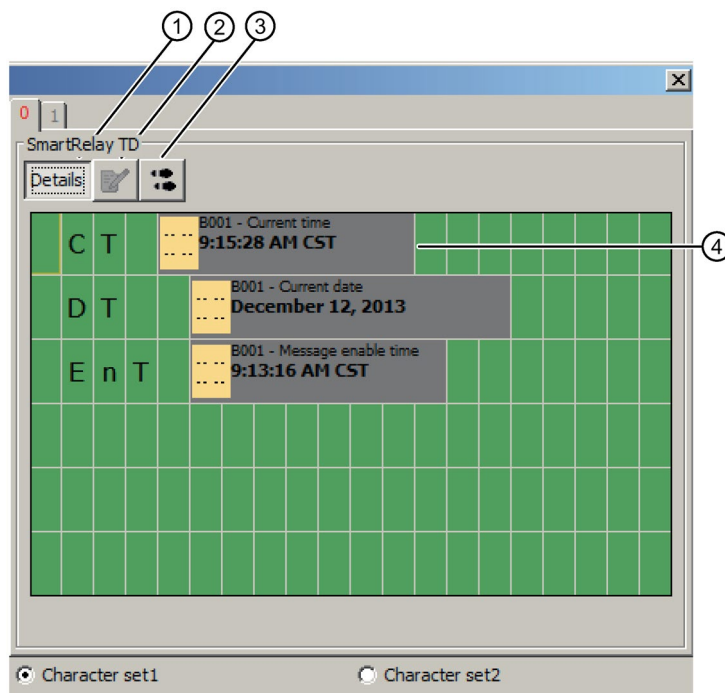 1 2 3
0 1
SmartRelay TD
Details
C T B001 - Current time
9:15:28 AM CST
4
D T B001 - Current date
December 12, 2013
E n T B001 - Message enable time
9:13:16 AM CST
Character set1 Character set2